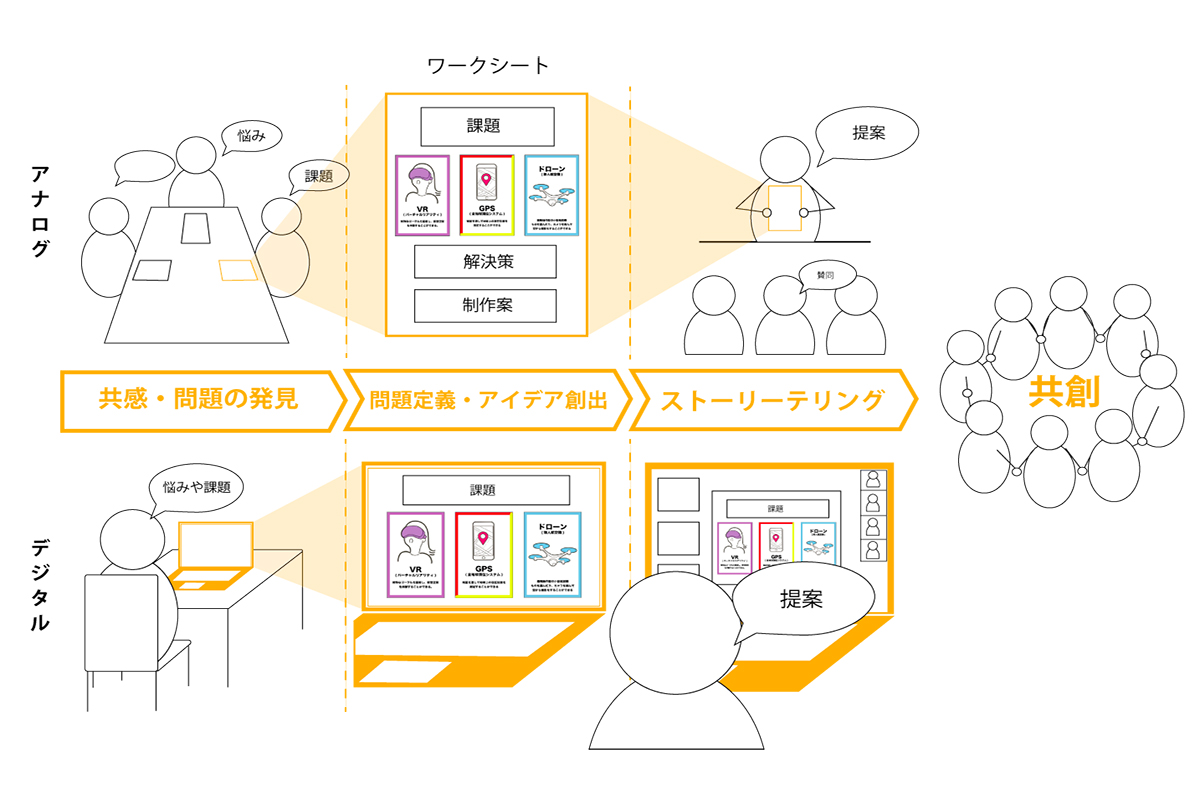 ワークシート
アナログ
悩み
課題
課題
VR
(バーチャルリアリティ)
GPS
(全地球測位システム)
ドローン
(無人航空機)
解決策
制作案
提案
賛同
共感・問題の発見
問題定義・アイデア創出
ストーリーテリング
共創
デジタル
悩みや課題
課題
VR
(バーチャルリアリティ)
GPS
(全地球測位システム)
ドローン
(無人航空機)
課題
VR
GPS
ドローン
提案